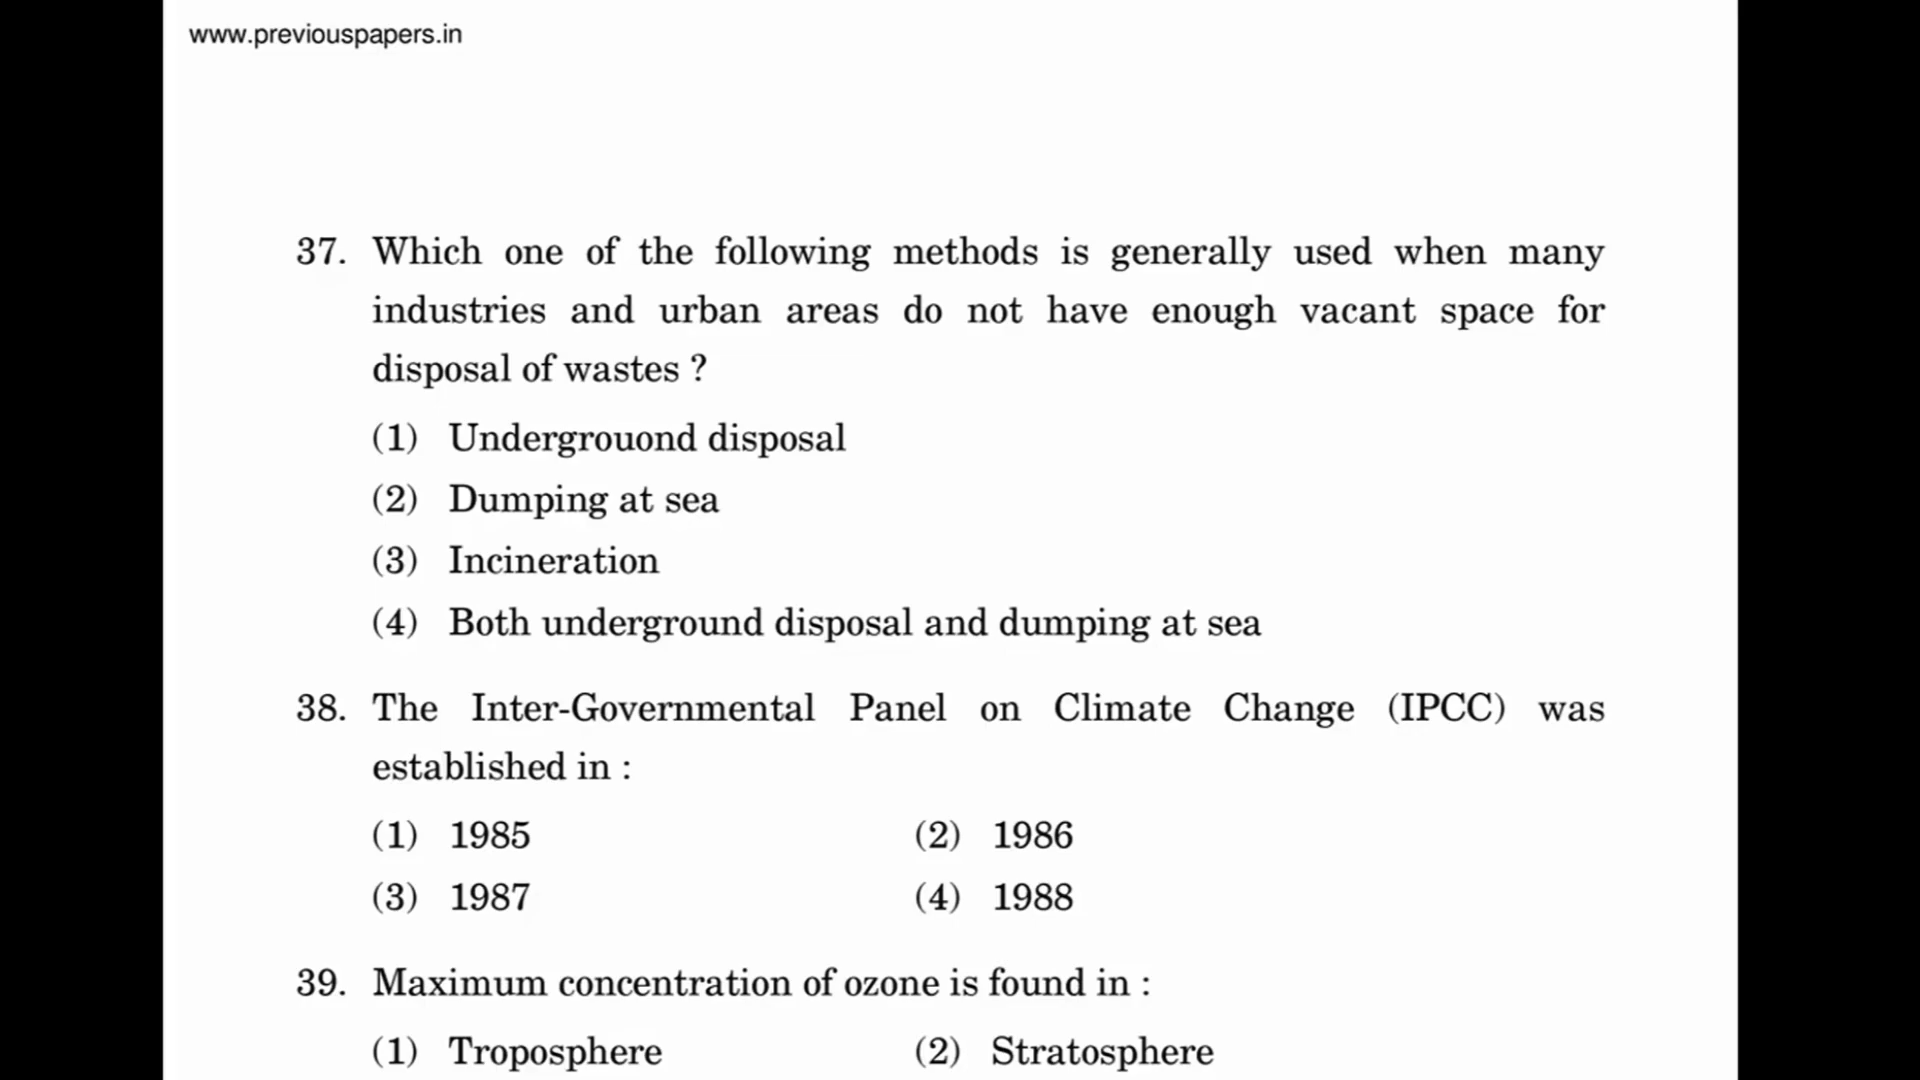 www.previouspapers.in
37. Which one of the following methods is generally used when many
industries and urban areas do not have enough vacant space for
disposal of wastes ?
(1) Undergrouond disposal
(2) Dumping at sea
(3) Incineration
(4) Both underground disposal and dumping at sea
38. The Inter-Governmental Panel on Climate Change (IPCC) was
established in :
(1) 1985 (2) 1986
(3) 1987 (4) 1988
39. Maximum concentration of ozone is found in :
(1) Troposphere (2) Stratosphere